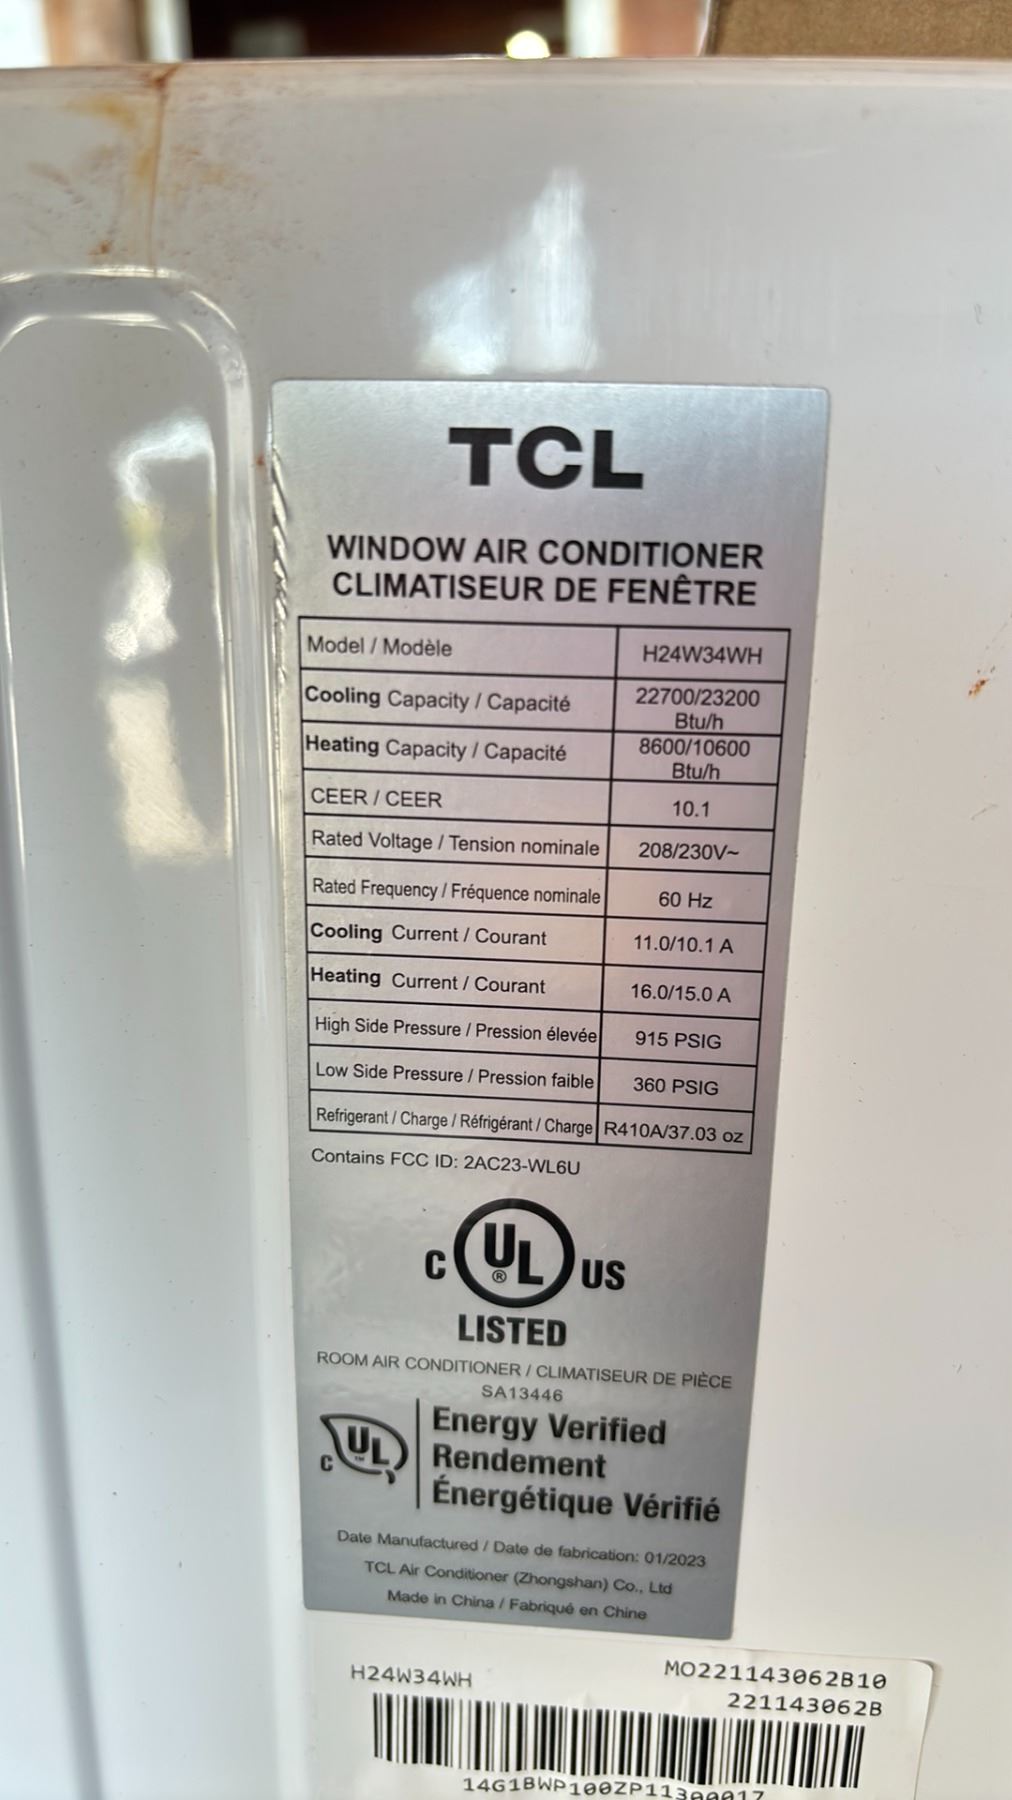 TCL
WINDOW AIR CONDITIONER
CLIMATISEUR DE FENÊTRE
Model / Modèle H24W34WH
Cooling Capacity / Capacité 22700/23200 Btu/h
Heating Capacity / Capacité 8600/10600 Btu/h
CEER / CEER 10.1
Rated Voltage / Tension nominale 208/230V~
Rated Frequency / Fréquence nominale 60 Hz
Cooling Current / Courant 11.0/10.1 A
Heating Current / Courant 16.0/15.0 A
High Side Pressure / Pression élevée 915 PSIG
Low Side Pressure / Pression faible 360 PSIG
Refrigerant / Charge / Réfrigérant / Charge R410A/37.03 oz
Contains FCC ID: 2AC23-WL6U
C UL ® US
LISTED
ROOM AIR CONDITIONER / CLIMATISEUR DE PIÈCE
SA13446
C UL ™
Energy Verified
Rendement
Énergétique Vérifié
Date Manufactured / Date de fabrication: 01/2023
TCL Air Conditioner (Zhongshan) Co., Ltd
Made in China / Fabriqué en Chine
H24W34WH MO221143062B10
221143062B
14G1BWP100ZP11300017